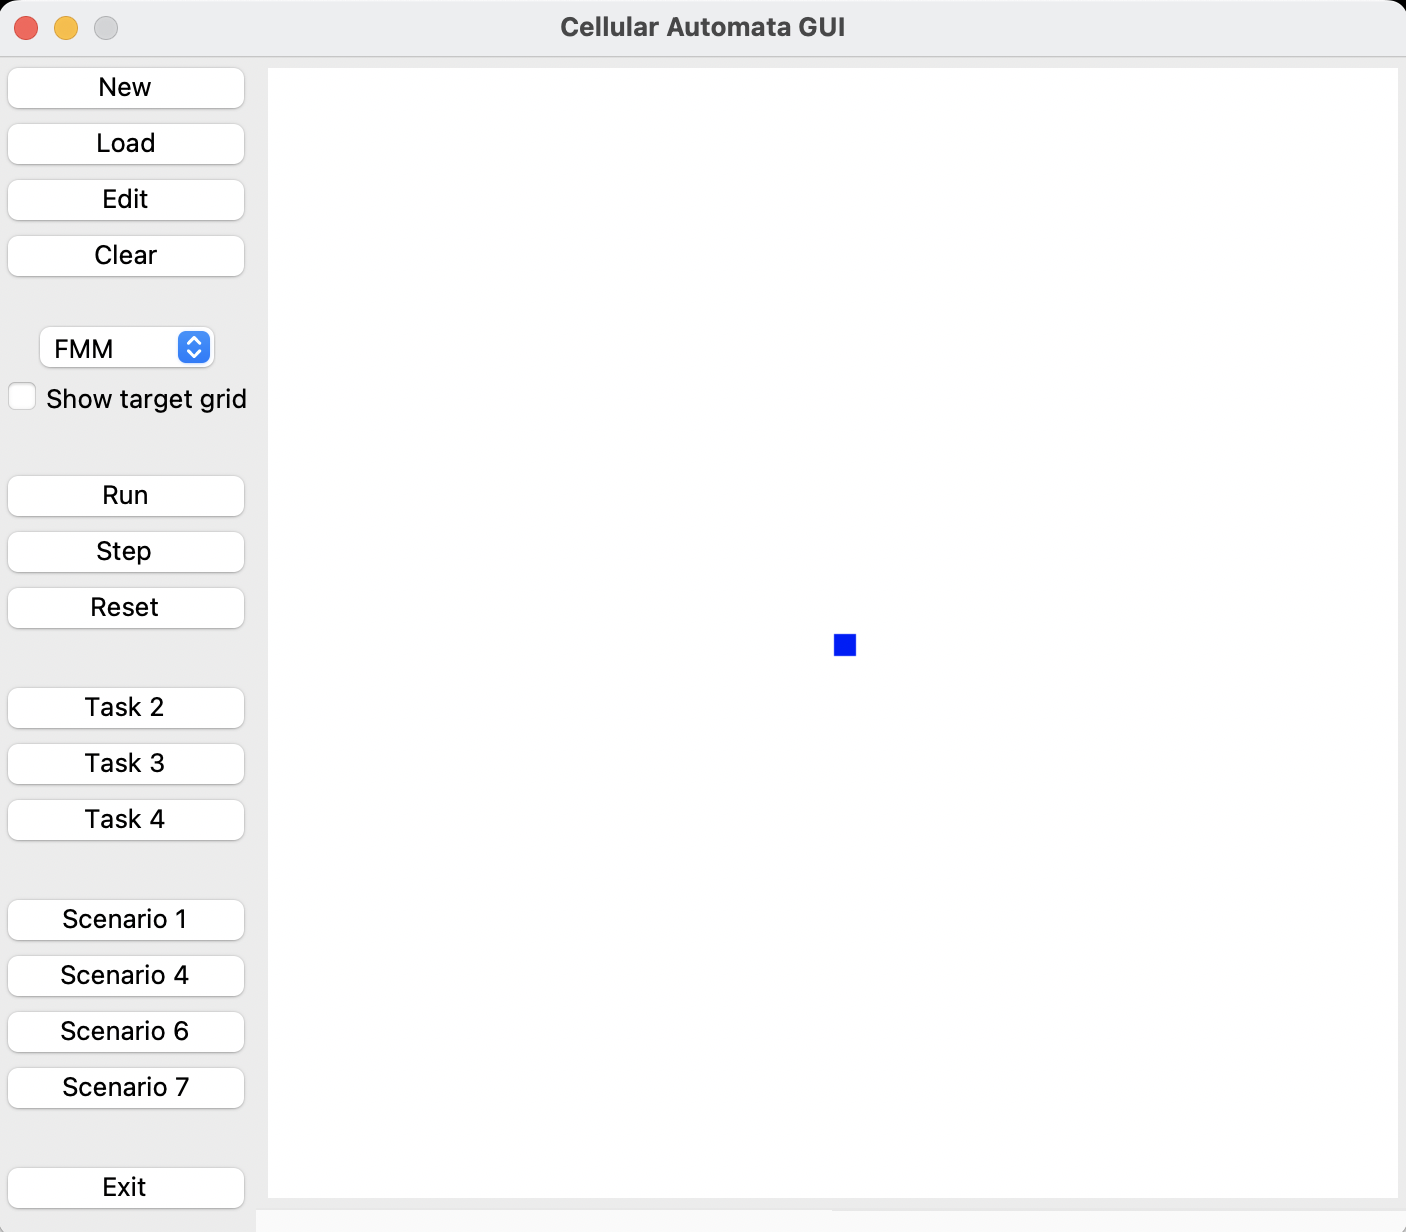 Cellular Automata GUI
New
Load
Edit
Clear
FMM
Show target grid
Run
Step
Reset
Task 2
Task 3
Task 4
Scenario 1
Scenario 4
Scenario 6
Scenario 7
Exit